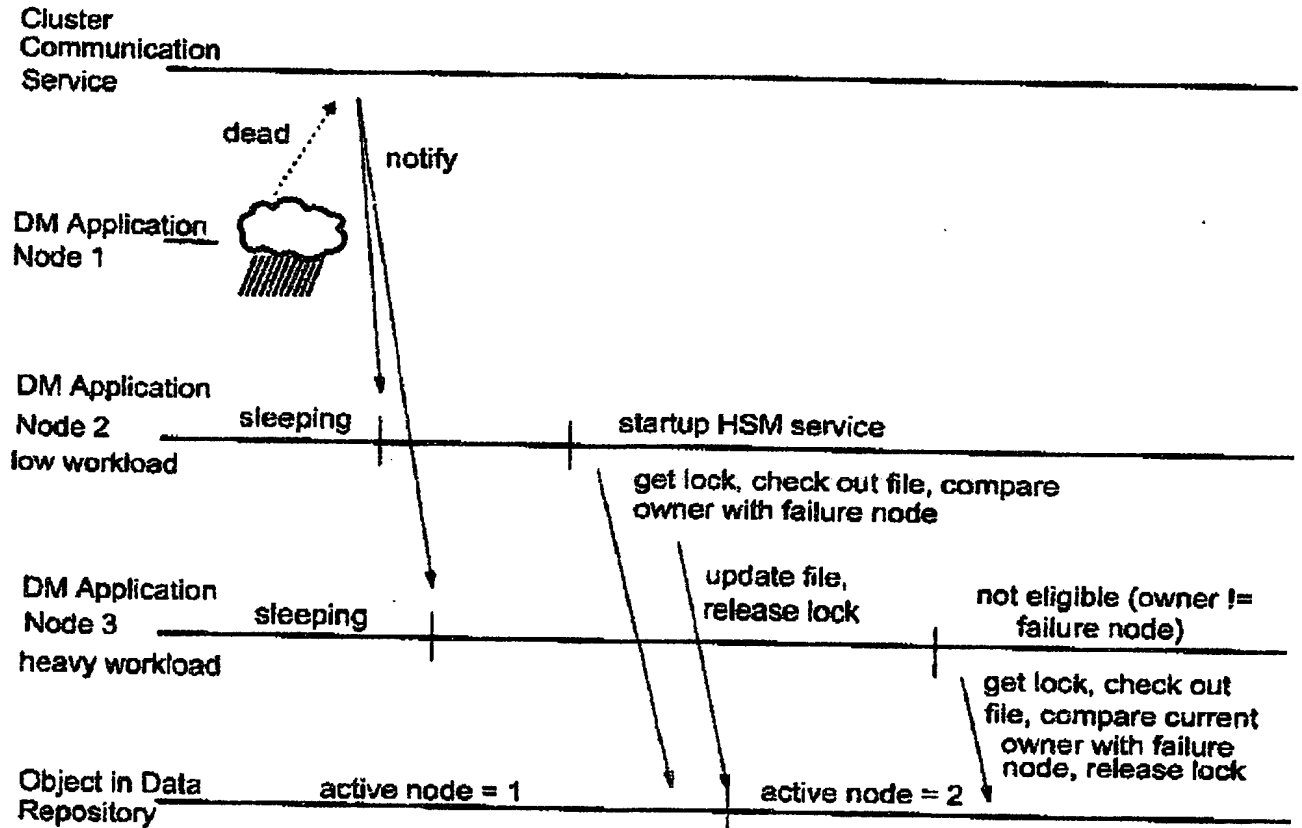 Cluster
Communication
Service
dead
notify
DM Application
Node 1
DM Application
Node 2
low workload
sleeping
startup HSM service
get lock, check out file, compare
owner with failure node
update file,
release lock
DM Application
Node 3
heavy workload
sleeping
not eligible (owner !=
failure node)
get lock, check out
file, compare current
owner with failure
node, release lock
Object in Data
Repository
active node = 1
active node = 2